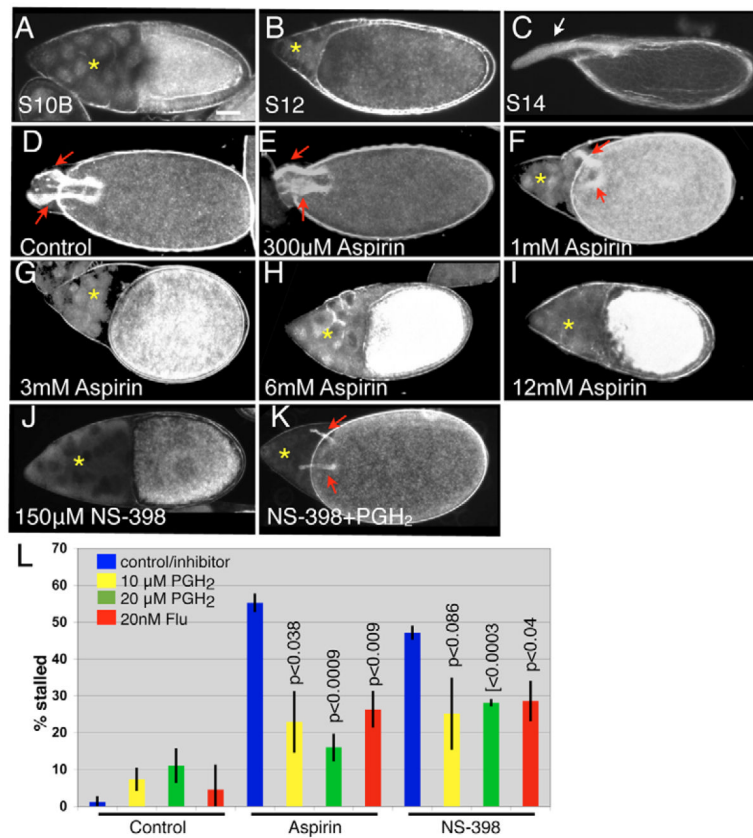 A
S10B
B
S12
C
S14
D
Control
E
300µM Aspirin
F
1mM Aspirin
G
3mM Aspirin
H
6mM Aspirin
I
12mM Aspirin
J
150µM NS-398
K
NS-398+PGH₂
L
70
60
50
40
30
20
10
0
% stalled
control/inhibitor
10 µM PGH₂
20 µM PGH₂
20nM Flu
p<0.038
p<0.0009
p<0.009
p<0.086
[<0.0003
p<0.04
Control
Aspirin
NS-398